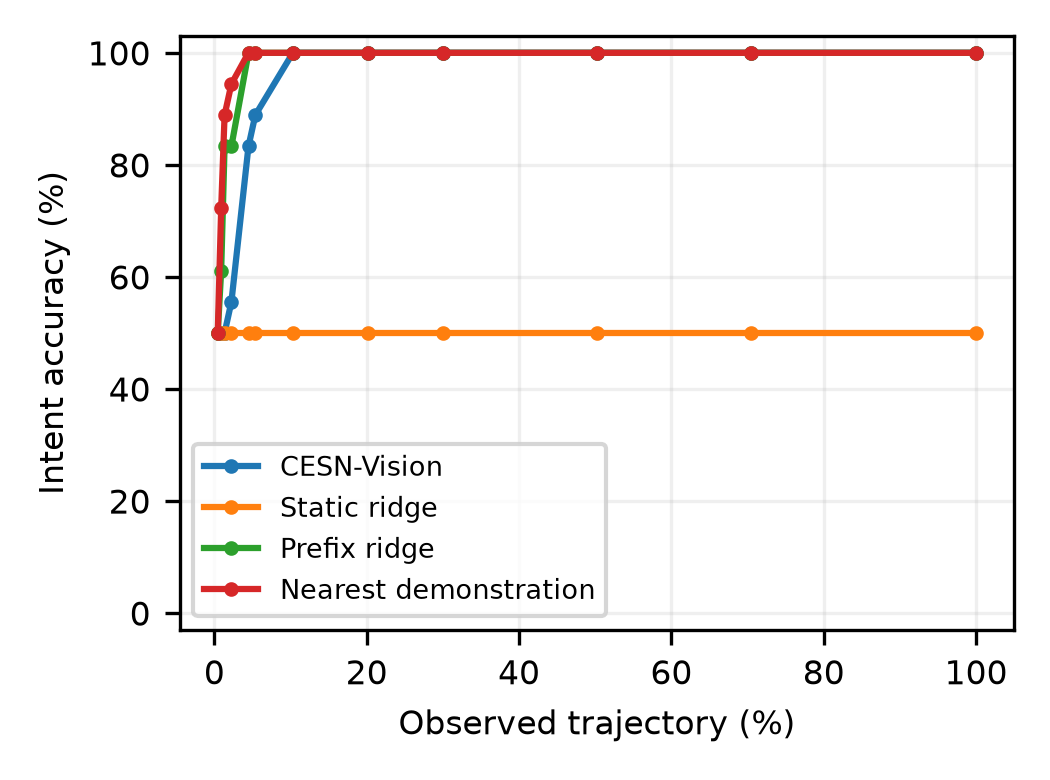 100
80
60
40
20
0
Intent accuracy (%)
CESN-Vision
Static ridge
Prefix ridge
Nearest demonstration
0 20 40 60 80 100
Observed trajectory (%)